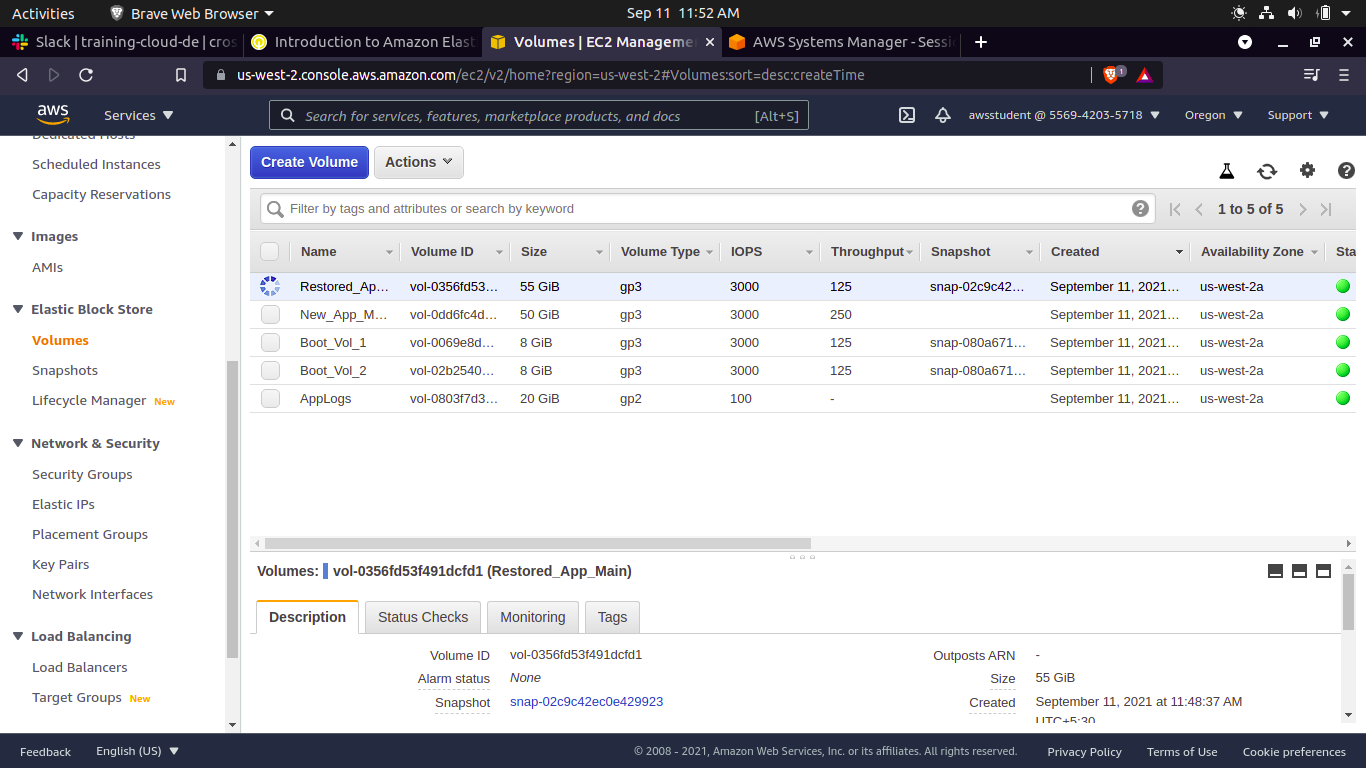 Activities
Brave Web Browser
Sep 11 11:52 AM
Slack | training-cloud-de | cros
Introduction to Amazon Elast
Volumes | EC2 Manageme
AWS Systems Manager - Sessi
us-west-2.console.aws.amazon.com/ec2/v2/home?region=us-west-2#Volumes:sort=desc:createTime
1
aws
Services
Search for services, features, marketplace products, and docs [Alt+S]
awsstudent @ 5569-4203-5718
Oregon
Support
Dedicated Hosts
Scheduled Instances
Capacity Reservations
Images
AMIs
Elastic Block Store
Volumes
Snapshots
Lifecycle Manager New
Network & Security
Security Groups
Elastic IPs
Placement Groups
Key Pairs
Network Interfaces
Load Balancing
Load Balancers
Target Groups New
Create Volume
Actions
Filter by tags and attributes or search by keyword
1 to 5 of 5
Name Volume ID Size Volume Type IOPS Throughput Snapshot Created Availability Zone Sta
Restored_Ap... vol-0356fd53... 55 GiB gp3 3000 125 snap-02c9c42... September 11, 2021... us-west-2a
New_App_M... vol-0dd6fc4d... 50 GiB gp3 3000 250 September 11, 2021... us-west-2a
Boot_Vol_1 vol-0069e8d... 8 GiB gp3 3000 125 snap-080a671... September 11, 2021... us-west-2a
Boot_Vol_2 vol-02b2540... 8 GiB gp3 3000 125 snap-080a671... September 11, 2021... us-west-2a
AppLogs vol-0803f7d3... 20 GiB gp2 100 - September 11, 2021... us-west-2a
Volumes: vol-0356fd53f491dcfd1 (Restored_App_Main)
Description
Status Checks
Monitoring
Tags
Volume ID vol-0356fd53f491dcfd1
Alarm status None
Snapshot snap-02c9c42ec0e429923
Outposts ARN -
Size 55 GiB
Created September 11, 2021 at 11:48:37 AM
UTC+5:30
Feedback
English (US)
© 2008 - 2021, Amazon Web Services, Inc. or its affiliates. All rights reserved.
Privacy Policy
Terms of Use
Cookie preferences